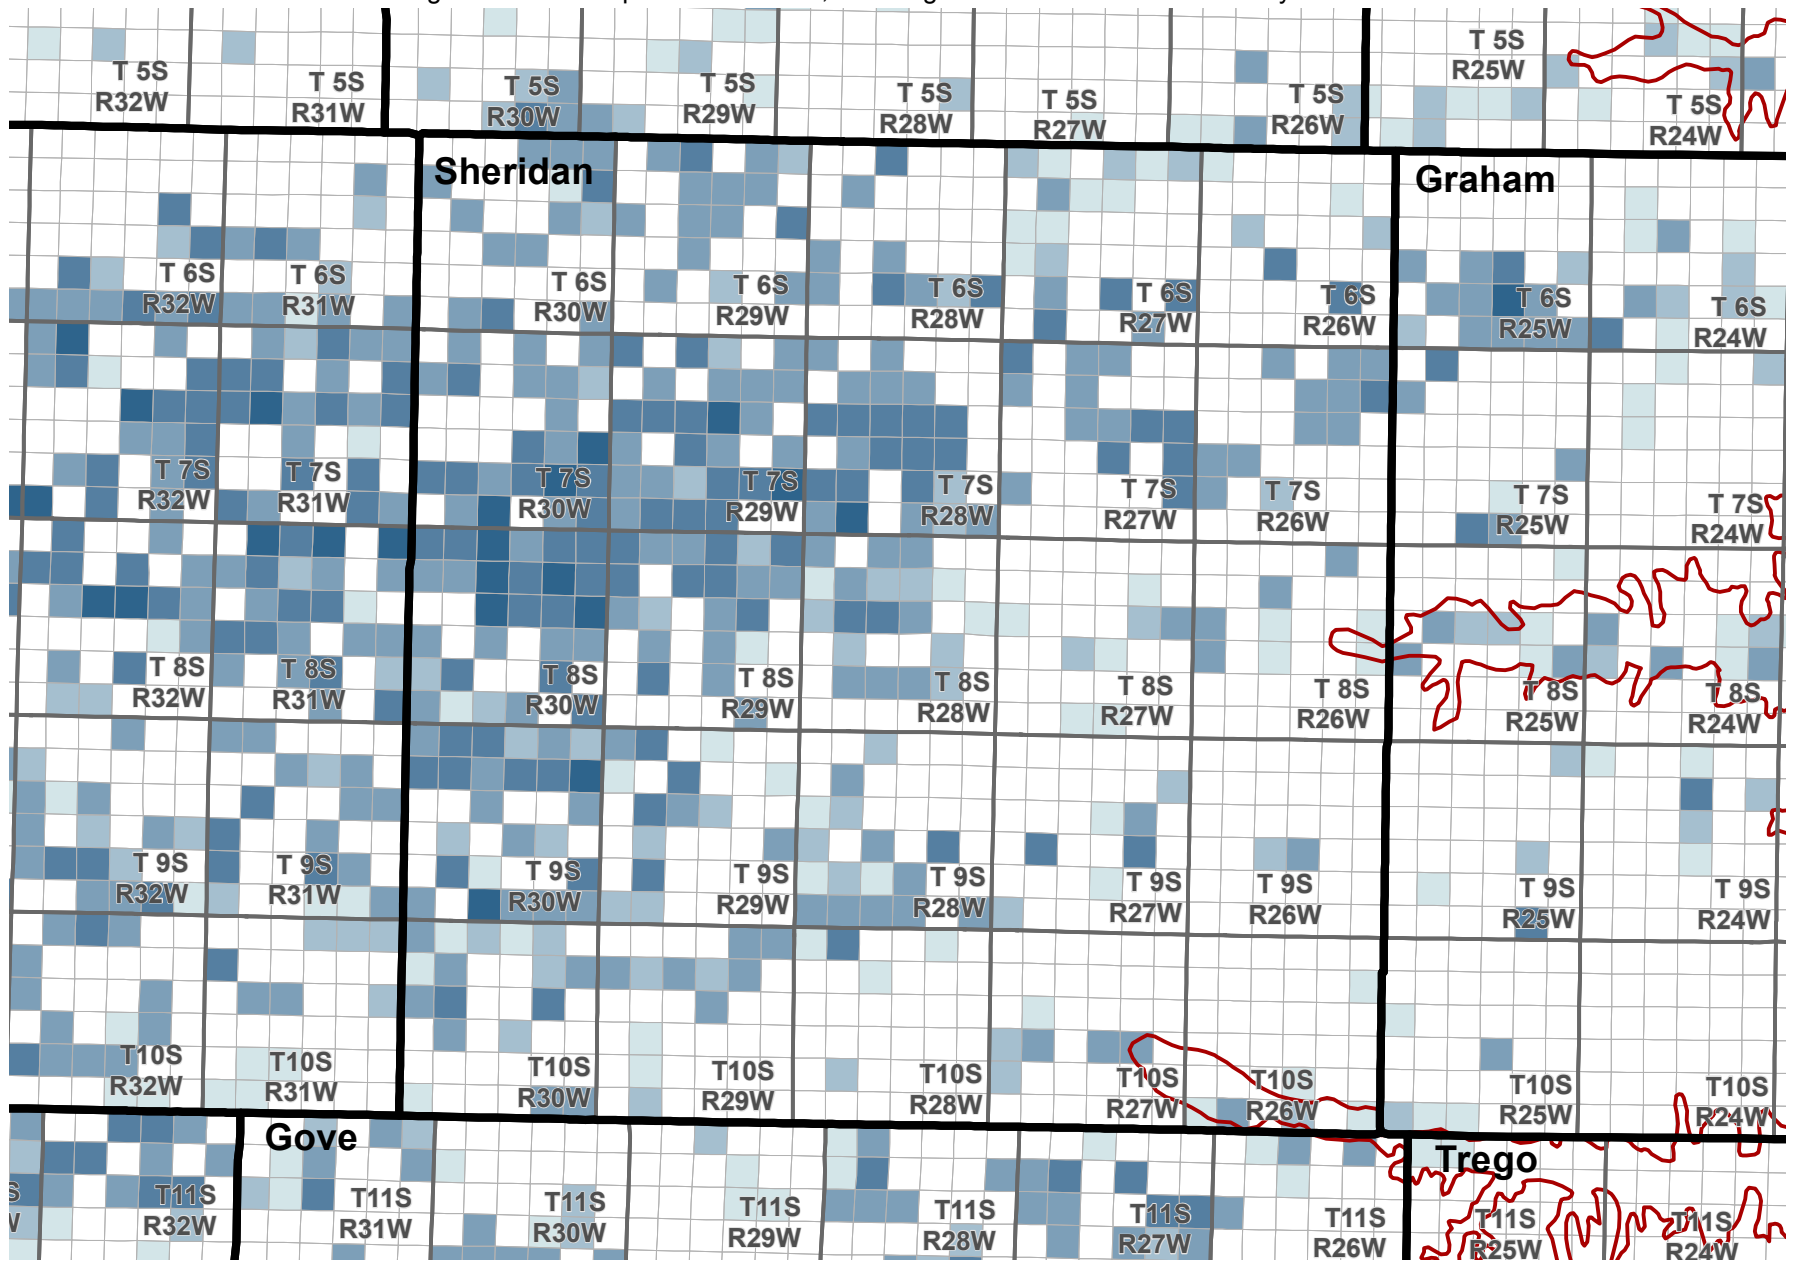 T 5S
R32W
T 5S
R31W
T 5S
R30W
T 5S
R29W
T 5S
R28W
T 5S
R27W
T 5S
R26W
T 5S
R25W
T 5S
R24W
Sheridan
Graham
T 6S
R32W
T 6S
R31W
T 6S
R30W
T 6S
R29W
T 6S
R28W
T 6S
R27W
T 6S
R26W
T 6S
R25W
T 6S
R24W
T 7S
R32W
T 7S
R31W
T 7S
R30W
T 7S
R29W
T 7S
R28W
T 7S
R27W
T 7S
R26W
T 7S
R25W
T 7S
R24W
T 8S
R32W
T 8S
R31W
T 8S
R30W
T 8S
R29W
T 8S
R28W
T 8S
R27W
T 8S
R26W
T 8S
R25W
T 8S
R24W
T 9S
R32W
T 9S
R31W
T 9S
R30W
T 9S
R29W
T 9S
R28W
T 9S
R27W
T 9S
R26W
T 9S
R25W
T 9S
R24W
T10S
R32W
T10S
R31W
T10S
R30W
T10S
R29W
T10S
R28W
T10S
R27W
T10S
R26W
T10S
R25W
T10S
R24W
Gove
Trego
S
W
T11S
R32W
T11S
R31W
T11S
R30W
T11S
R29W
T11S
R28W
T11S
R27W
T11S
R26W
T11S
R25W
T11S
R24W